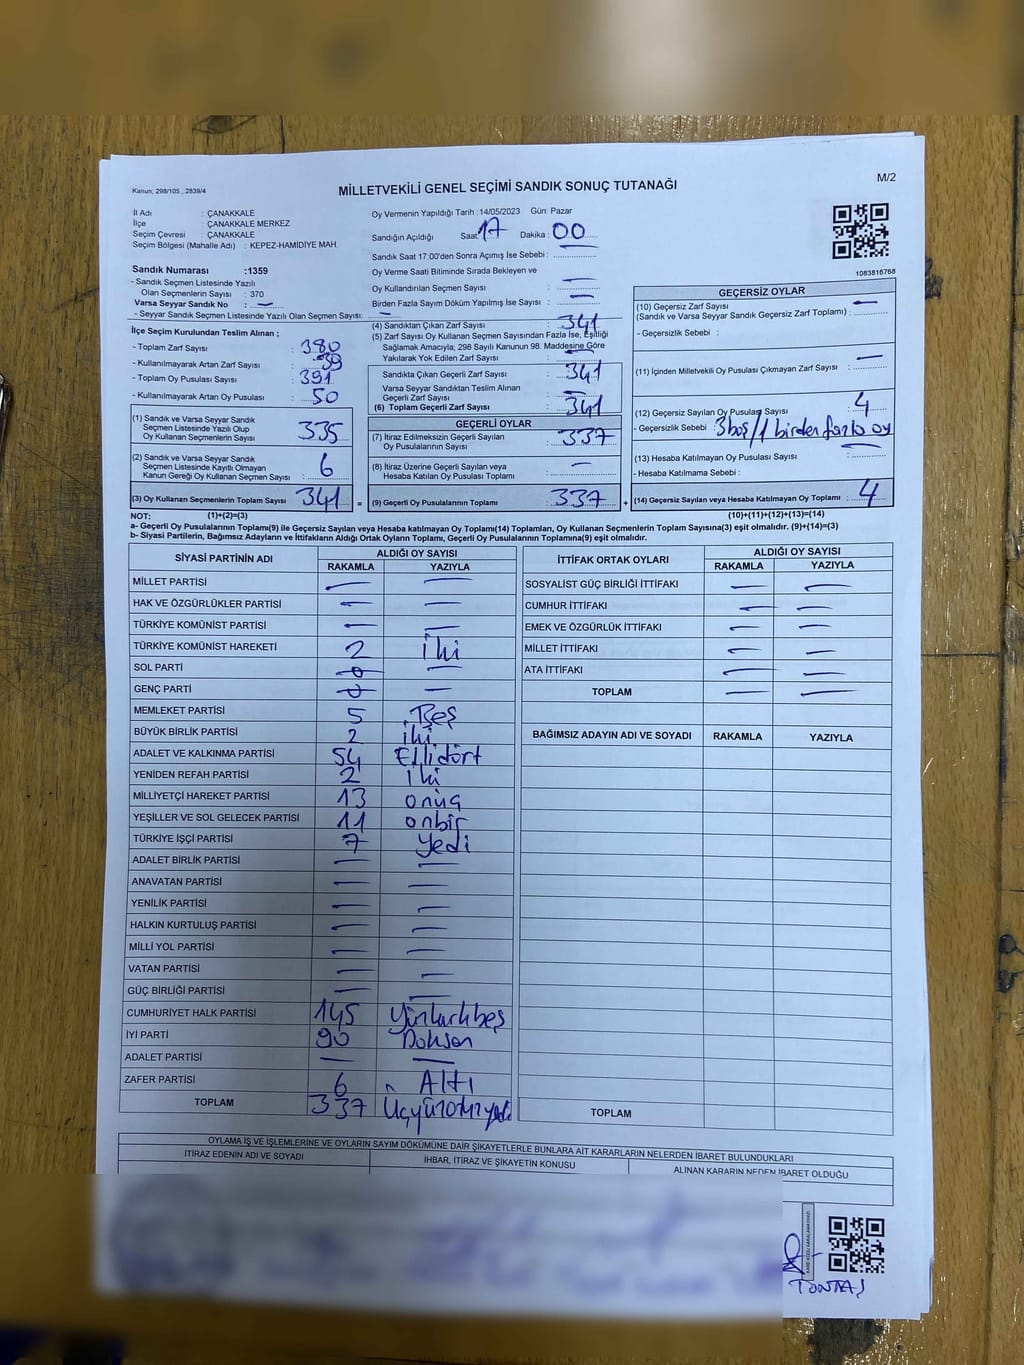 Kanun; 298/105 , 2839/4
MİLLETVEKİLİ GENEL SEÇİMİ SANDIK SONUÇ TUTANAĞI
M/2
İl Adı : ÇANAKKALE
İlçe : ÇANAKKALE MERKEZ
Seçim Çevresi : ÇANAKKALE
Seçim Bölgesi (Mahalle Adı) : KEPEZ-HAMİDİYE MAH.
Sandık Numarası :1359
- Sandık Seçmen Listesinde Yazılı
Olan Seçmenlerin Sayısı : 370
Varsa Seyyar Sandık No : —
- Seyyar Sandık Seçmen Listesinde Yazılı Olan Seçmen Sayısı: —
Oy Vermenin Yapıldığı Tarih :14/05/2023 Gün: Pazar
Sandığın Açıldığı Saat: 17 Dakika : 00
Sandık Saat 17:00'den Sonra Açımış İse Sebebi :
Oy Verme Saati Bitiminde Sırada Bekleyen ve
Oy Kullandırılan Seçmen Sayısı : —
Birden Fazla Sayım Döküm Yapılmış İse Sayısı : —
1083816768
İlçe Seçim Kurulundan Teslim Alınan ;
- Toplam Zarf Sayısı : 380
- Kullanılmayarak Artan Zarf Sayısı : 39
- Toplam Oy Pusulası Sayısı : 391
- Kullanılmayarak Artan Oy Pusulası : 50
(1) Sandık ve Varsa Seyyar Sandık
Seçmen Listesinde Yazılı Olup
Oy Kullanan Seçmenlerin Sayısı : 335
(2) Sandık ve Varsa Seyyar Sandık
Seçmen Listesinde Kayıtlı Olmayan
Kanun Gereği Oy Kullanan Seçmen Sayısı : 6
(3) Oy Kullanan Seçmenlerin Toplam Sayısı : 341 =
(4) Sandıktan Çıkan Zarf Sayısı : 341
(5) Zarf Sayısı Oy Kullanan Seçmen Sayısından Fazla İse, Eşitliği
Sağlamak Amacıyla; 298 Sayılı Kanunun 98. Maddesine Göre
Yakılarak Yok Edilen Zarf Sayısı : —
Sandıkta Çıkan Geçerli Zarf Sayısı : 341
Varsa Seyyar Sandıktan Teslim Alınan
Geçerli Zarf Sayısı : —
(6) Toplam Geçerli Zarf Sayısı : 341
GEÇERLİ OYLAR
(7) İtiraz Edilmeksizin Geçerli Sayılan
Oy Pusulalarının Sayısı : 337
(8) İtiraz Üzerine Geçerli Sayılan veya
Hesaba Katılan Oy Pusulası Toplamı : —
(9) Geçerli Oy Pusulalarının Toplamı : 337 +
GEÇERSİZ OYLAR
(10) Geçersiz Zarf Sayısı
(Sandık ve Varsa Seyyar Sandık Geçersiz Zarf Toplamı) : —
- Geçersizlik Sebebi :
(11) İçinden Milletvekili Oy Pusulası Çıkmayan Zarf Sayısı : —
(12) Geçersiz Sayılan Oy Pusulası Sayısı : 4
- Geçersizlik Sebebi : 3 boş/1 birden fazla oy
(13) Hesaba Katılmayan Oy Pusulası Sayısı :
- Hesaba Katılmama Sebebi :
(14) Geçersiz Sayılan veya Hesaba Katılmayan Oy Toplamı : 4
NOT: (1)+(2)=(3) (10)+(11)+(12)+(13)=(14)
a- Geçerli Oy Pusulalarının Toplamı(9) ile Geçersiz Sayılan veya Hesaba katılmayan Oy Toplamı(14) Toplamları, Oy Kullanan Seçmenlerin Toplam Sayısına(3) eşit olmalıdır. (9)+(14)=(3)
b- Siyasi Partilerin, Bağımsız Adayların ve İttifakların Aldığı Ortak Oyların Toplamı, Geçerli Oy Pusulalarının Toplamına(9) eşit olmalıdır.
SİYASİ PARTİNİN ADI ALDIĞI OY SAYISI
RAKAMLA YAZIYLA
MİLLET PARTİSİ — —
HAK VE ÖZGÜRLÜKLER PARTİSİ — —
TÜRKİYE KOMÜNİST PARTİSİ — —
TÜRKİYE KOMÜNİST HAREKETİ 2 iki
SOL PARTİ 0 —
GENÇ PARTİ 0 —
MEMLEKET PARTİSİ 5 Beş
BÜYÜK BİRLİK PARTİSİ 2 iki
ADALET VE KALKINMA PARTİSİ 54 Ellidört
YENİDEN REFAH PARTİSİ 2 iki
MİLLİYETÇİ HAREKET PARTİSİ 13 onüç
YEŞİLLER VE SOL GELECEK PARTİSİ 11 onbir
TÜRKİYE İŞÇİ PARTİSİ 7 Yedi
ADALET BİRLİK PARTİSİ — —
ANAVATAN PARTİSİ — —
YENİLİK PARTİSİ — —
HALKIN KURTULUŞ PARTİSİ — —
MİLLİ YOL PARTİSİ — —
VATAN PARTİSİ — —
GÜÇ BİRLİĞİ PARTİSİ — —
CUMHURİYET HALK PARTİSİ 145 Yüzkırkbeş
İYİ PARTİ 90 Doksan
ADALET PARTİSİ — —
ZAFER PARTİSİ 6 Altı
TOPLAM 337 Üçyüzotuzyedi
İTTİFAK ORTAK OYLARI ALDIĞI OY SAYISI
RAKAMLA YAZIYLA
SOSYALİST GÜÇ BİRLİĞİ İTTİFAKI — —
CUMHUR İTTİFAKI — —
EMEK VE ÖZGÜRLÜK İTTİFAKI — —
MİLLET İTTİFAKI — —
ATA İTTİFAKI — —
TOPLAM — —
BAĞIMSIZ ADAYIN ADI VE SOYADI RAKAMLA YAZIYLA
TOPLAM
OYLAMA İŞ VE İŞLEMLERİNE VE OYLARIN SAYIM DÖKÜMÜNE DAİR ŞİKAYETLERLE BUNLARA AİT KARARLARIN NELERDEN İBARET BULUNDUKLARI
İTİRAZ EDENİN ADI VE SOYADI İHBAR, İTİRAZ VE ŞİKAYETİN KONUSU ALINAN KARARIN NEDEN İBARET OLDUĞU